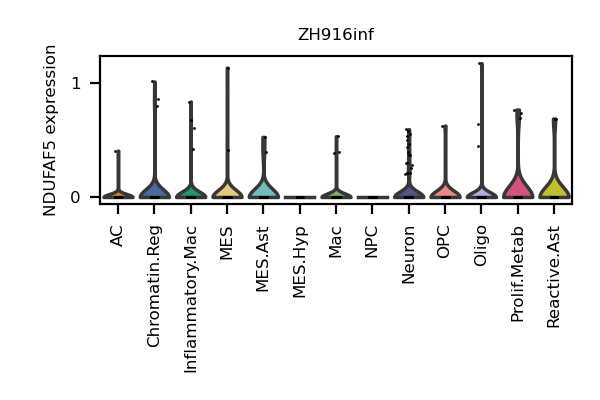 ZH916inf
NDUFAF5 expression
1
0
AC
Chromatin.Reg
Inflammatory.Mac
MES
MES.Ast
MES.Hyp
Mac
NPC
Neuron
OPC
Oligo
Prolif.Metab
Reactive.Ast